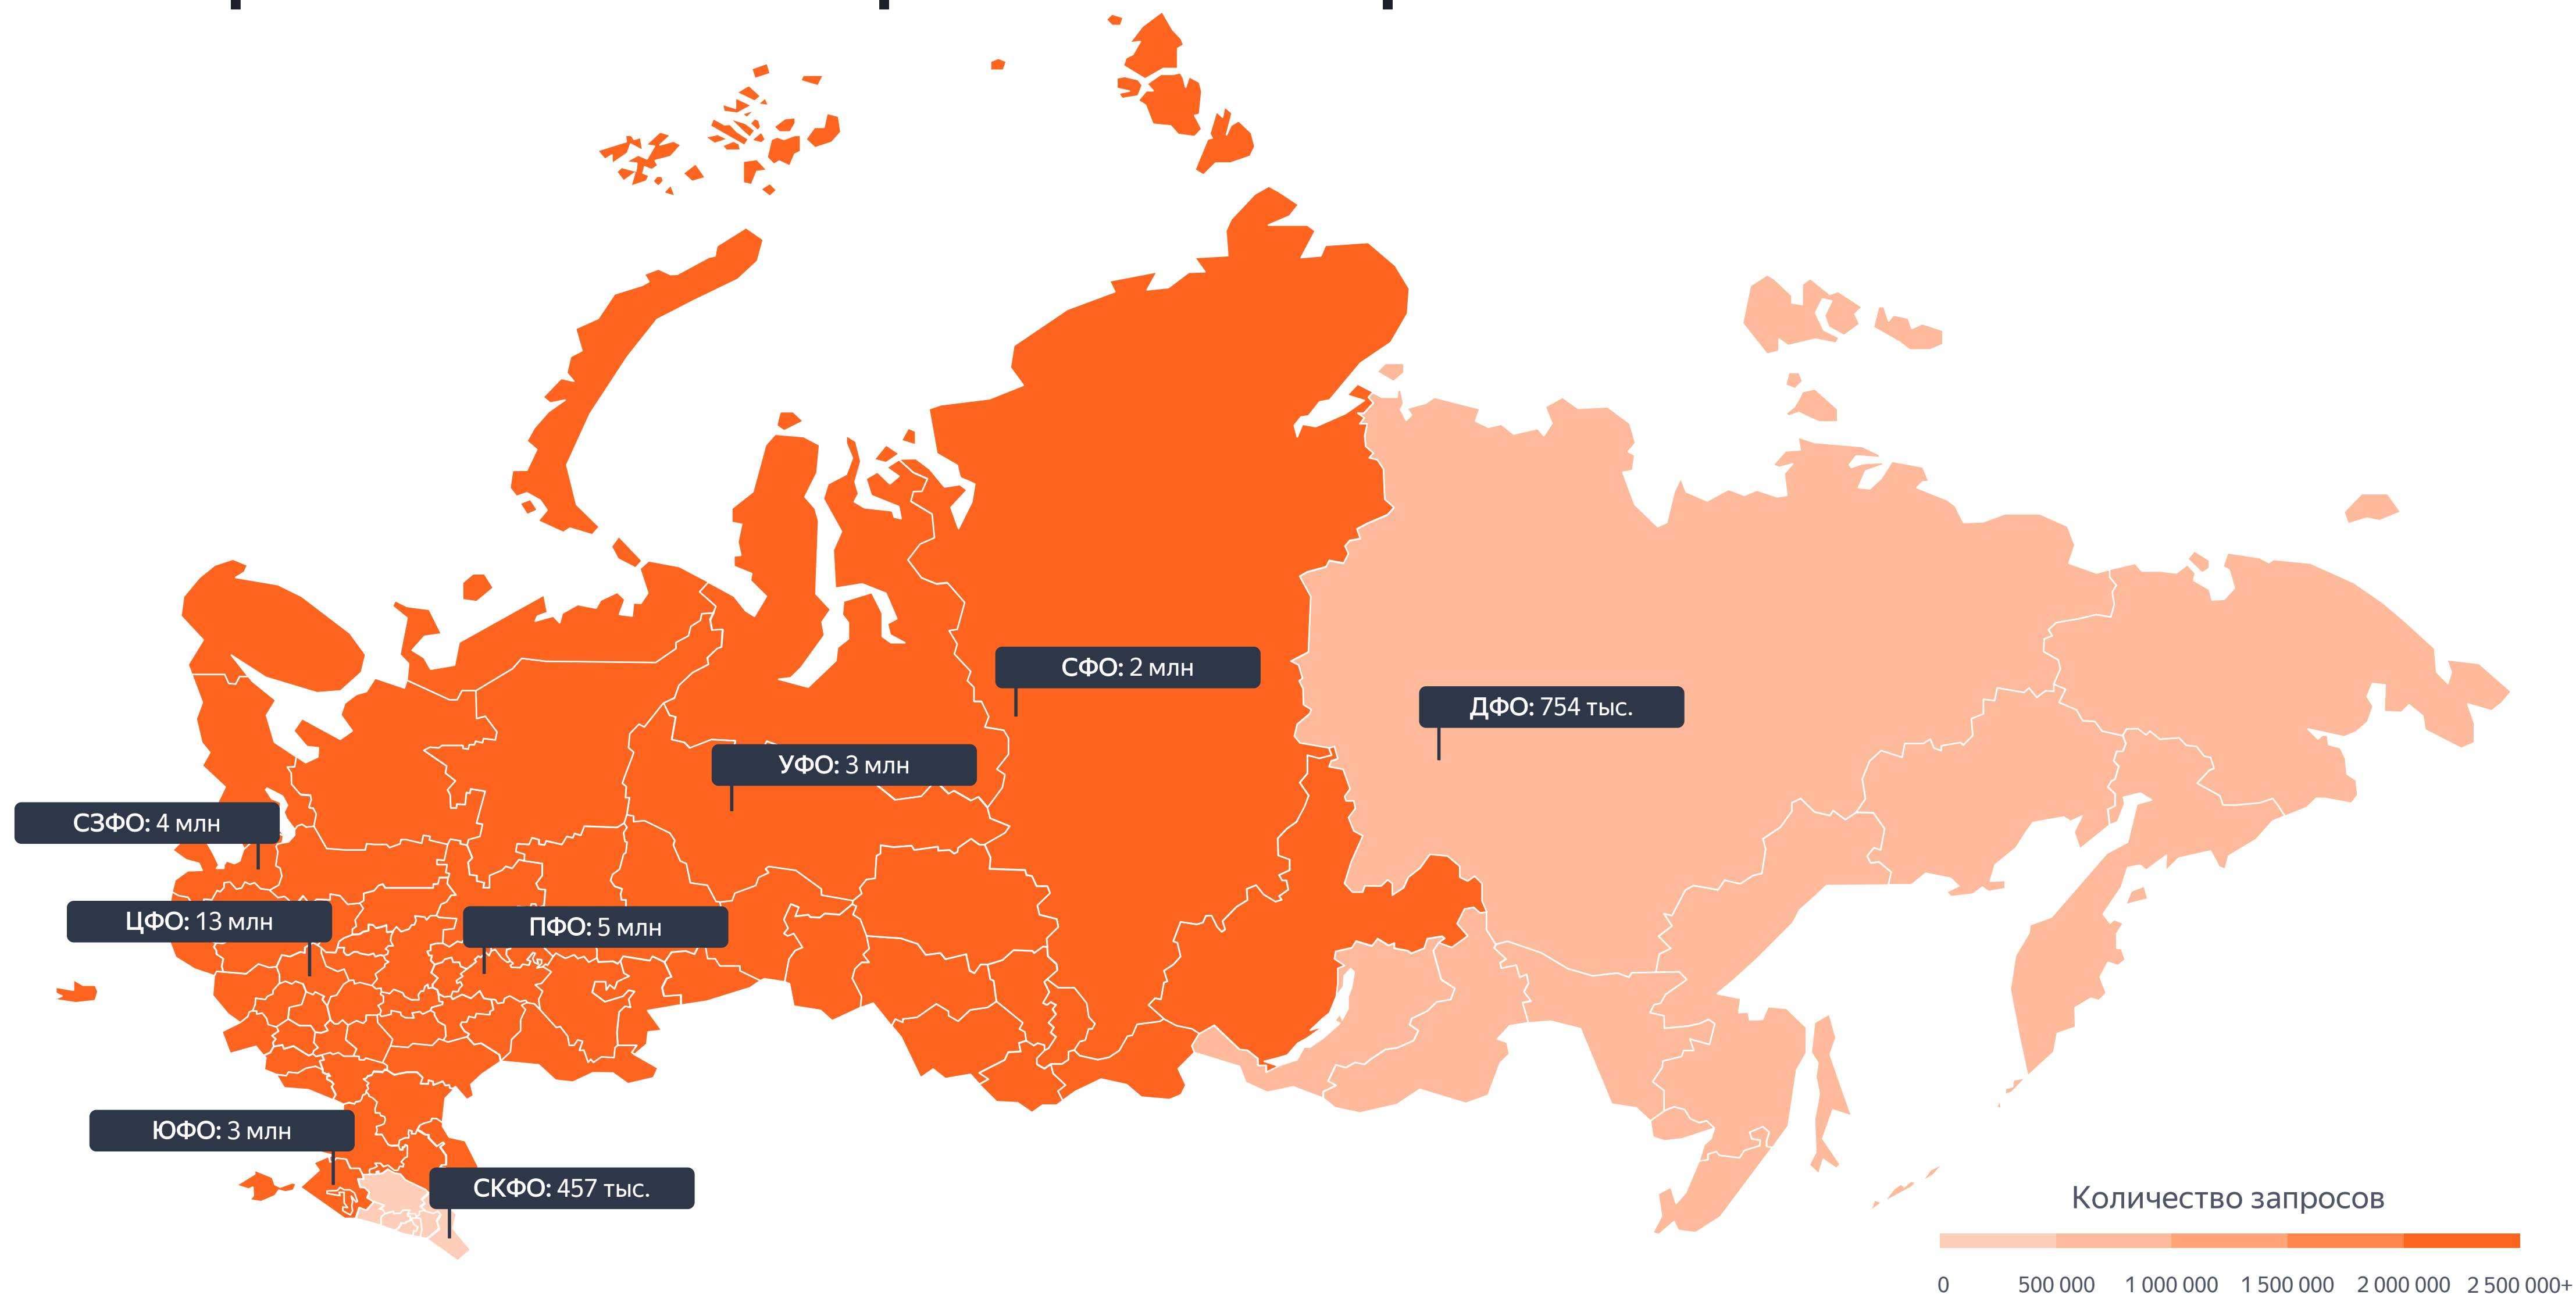 СФО: 2 млн
ДФО: 754 тыс.
УФО: 3 млн
СЗФО: 4 млн
ЦФО: 13 млн
ПФО: 5 млн
ЮФО: 3 млн
СКФО: 457 тыс.
Количество запросов
0 500 000 1 000 000 1 500 000 2 000 000 2 500 000+